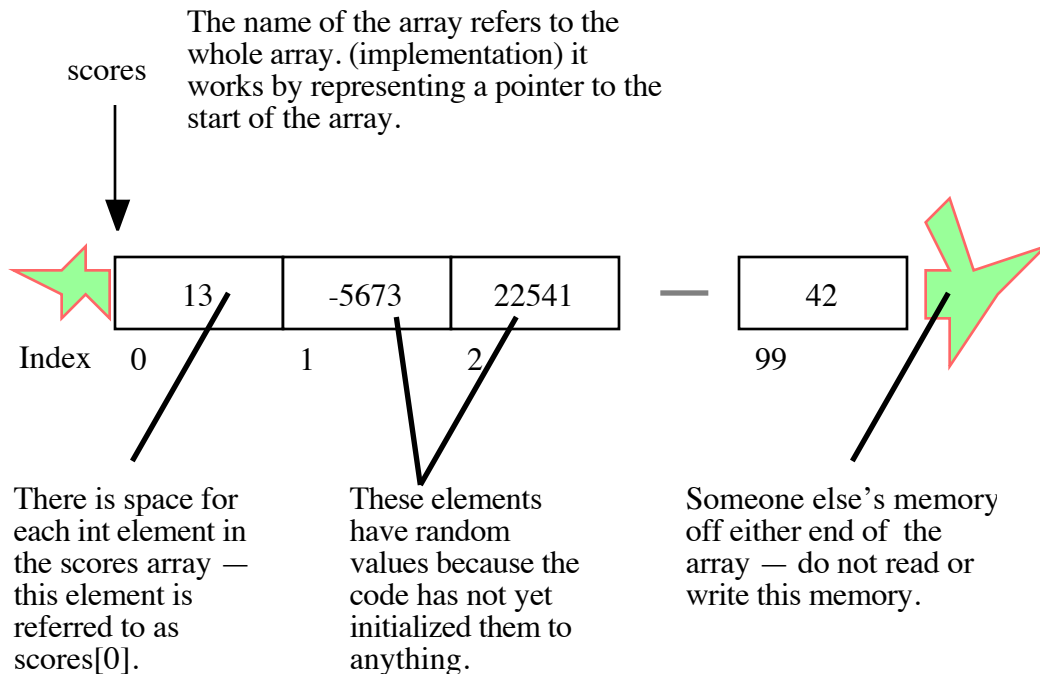 The name of the array refers to the
whole array. (implementation) it
works by representing a pointer to the
start of the array.
scores
13 -5673 22541 — 42
Index 0 1 2 99
There is space for
each int element in
the scores array —
this element is
referred to as
scores[0].
These elements
have random
values because the
code has not yet
initialized them to
anything.
Someone else’s memory
off either end of  the
array — do not read or
write this memory.